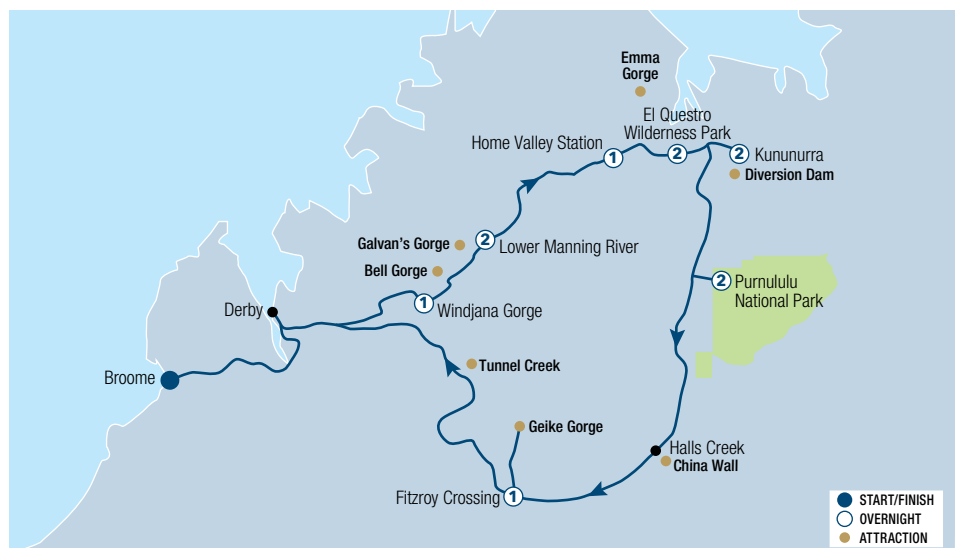 Emma
Gorge
El Questro
Wilderness Park
Home Valley Station
1
2
2
Kununurra
Diversion Dam
Galvan's Gorge
2
Lower Manning River
Bell Gorge
2
Purnululu
National Park
1
Windjana Gorge
Derby
Tunnel Creek
Broome
Geike Gorge
Halls Creek
China Wall
Fitzroy Crossing
1
START/FINISH
OVERNIGHT
ATTRACTION